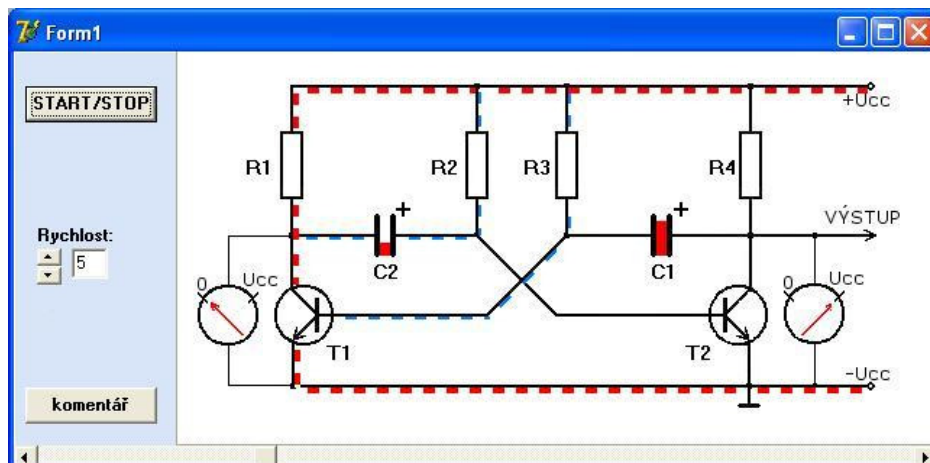 Form1
START/STOP
Rychlost:
5
komentář
+Ucc
R1
R2
R3
R4
VÝSTUP
+
+
C2
C1
0
Ucc
0
Ucc
T1
T2
-Ucc